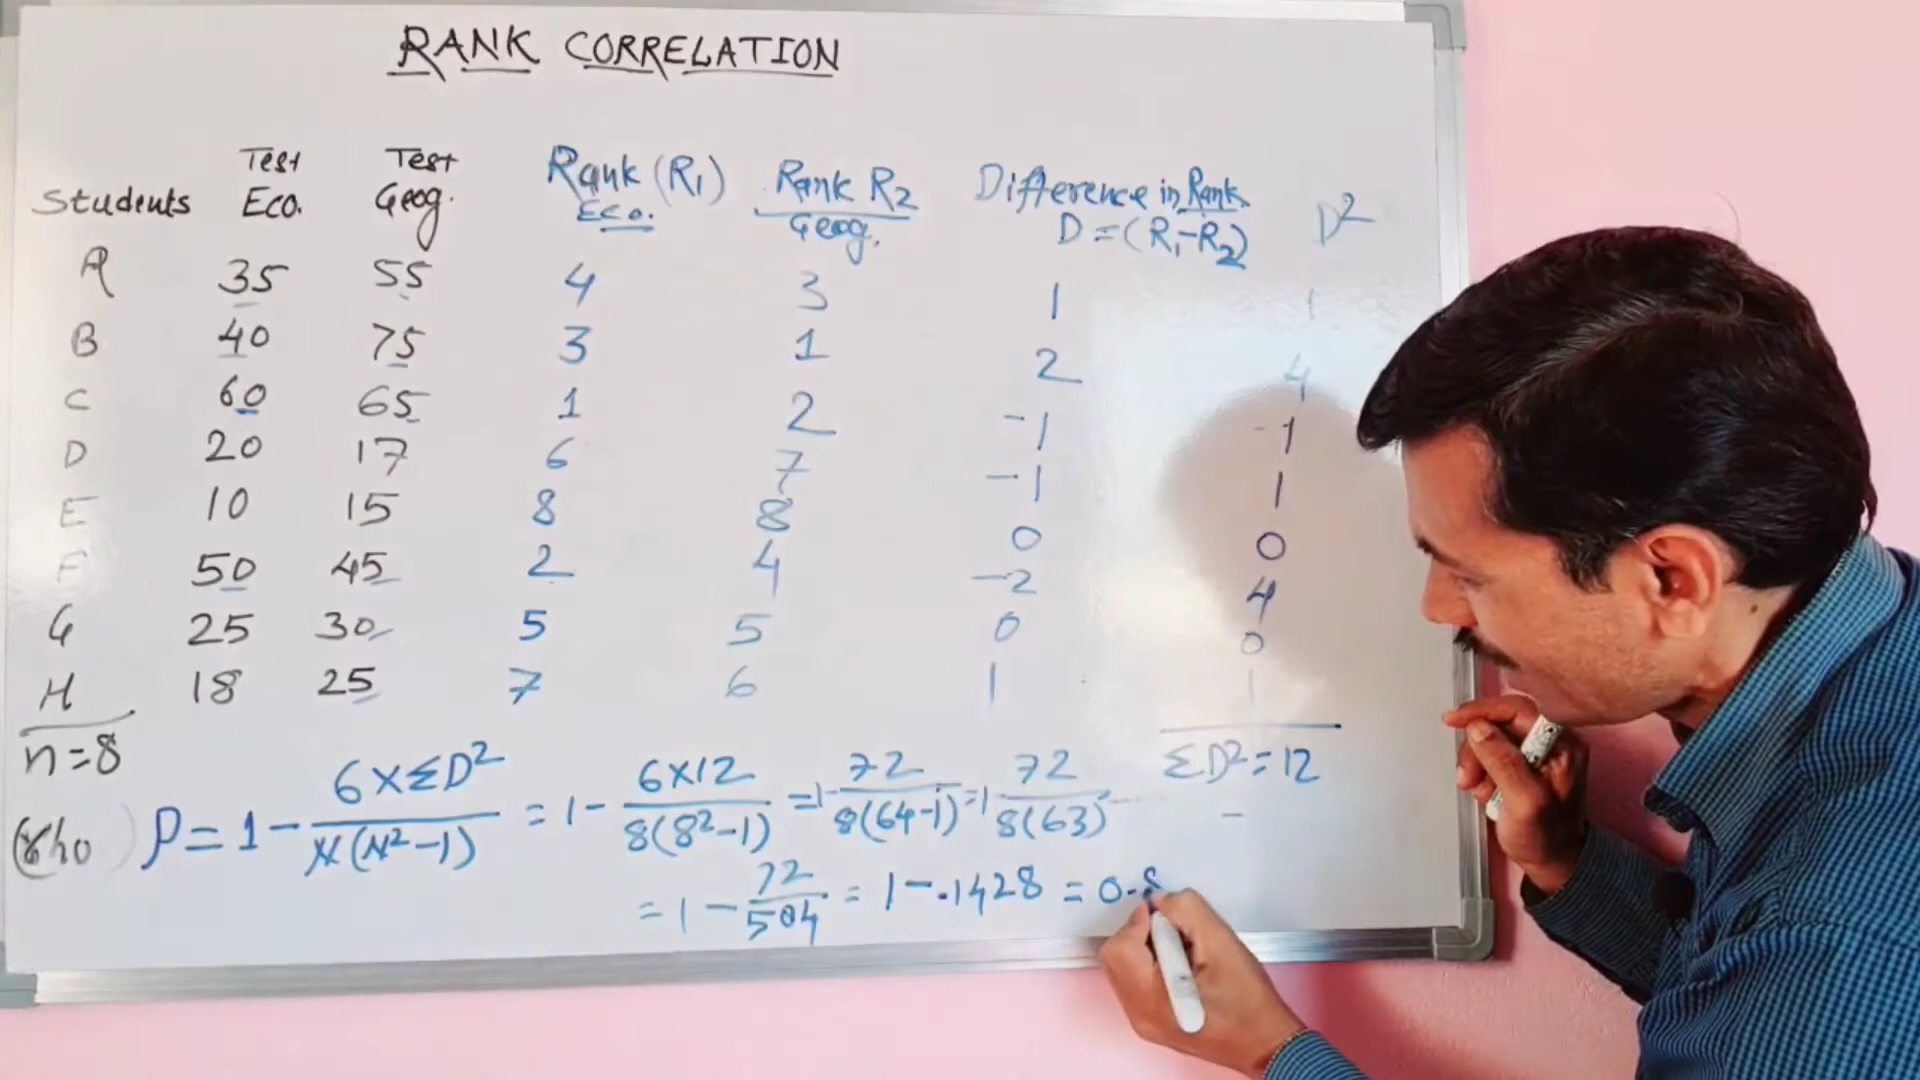 RANK CORRELATION
Students Test Eco. Test Geog. Rank (R₁) Eco. Rank R₂ Geog. Difference in Rank D = (R₁-R₂) D²
A 35 55 4 3 1 1
B 40 75 3 1 2 4
C 60 65 1 2 -1 -1
D 20 17 6 7 -1 1
E 10 15 8 8 0 0
F 50 45 2 4 -2 4
G 25 30 5 5 0 0
H 18 25 7 6 1 1
n=8 ΣD²=12
(rho) ρ = 1 - 6×ΣD² / N(N²-1) = 1 - 6×12 / 8(8²-1) = 1- 72 / 8(64-1) = 1 72 / 8(63)
= 1 - 72 / 504 = 1 - .1428 = 0.8